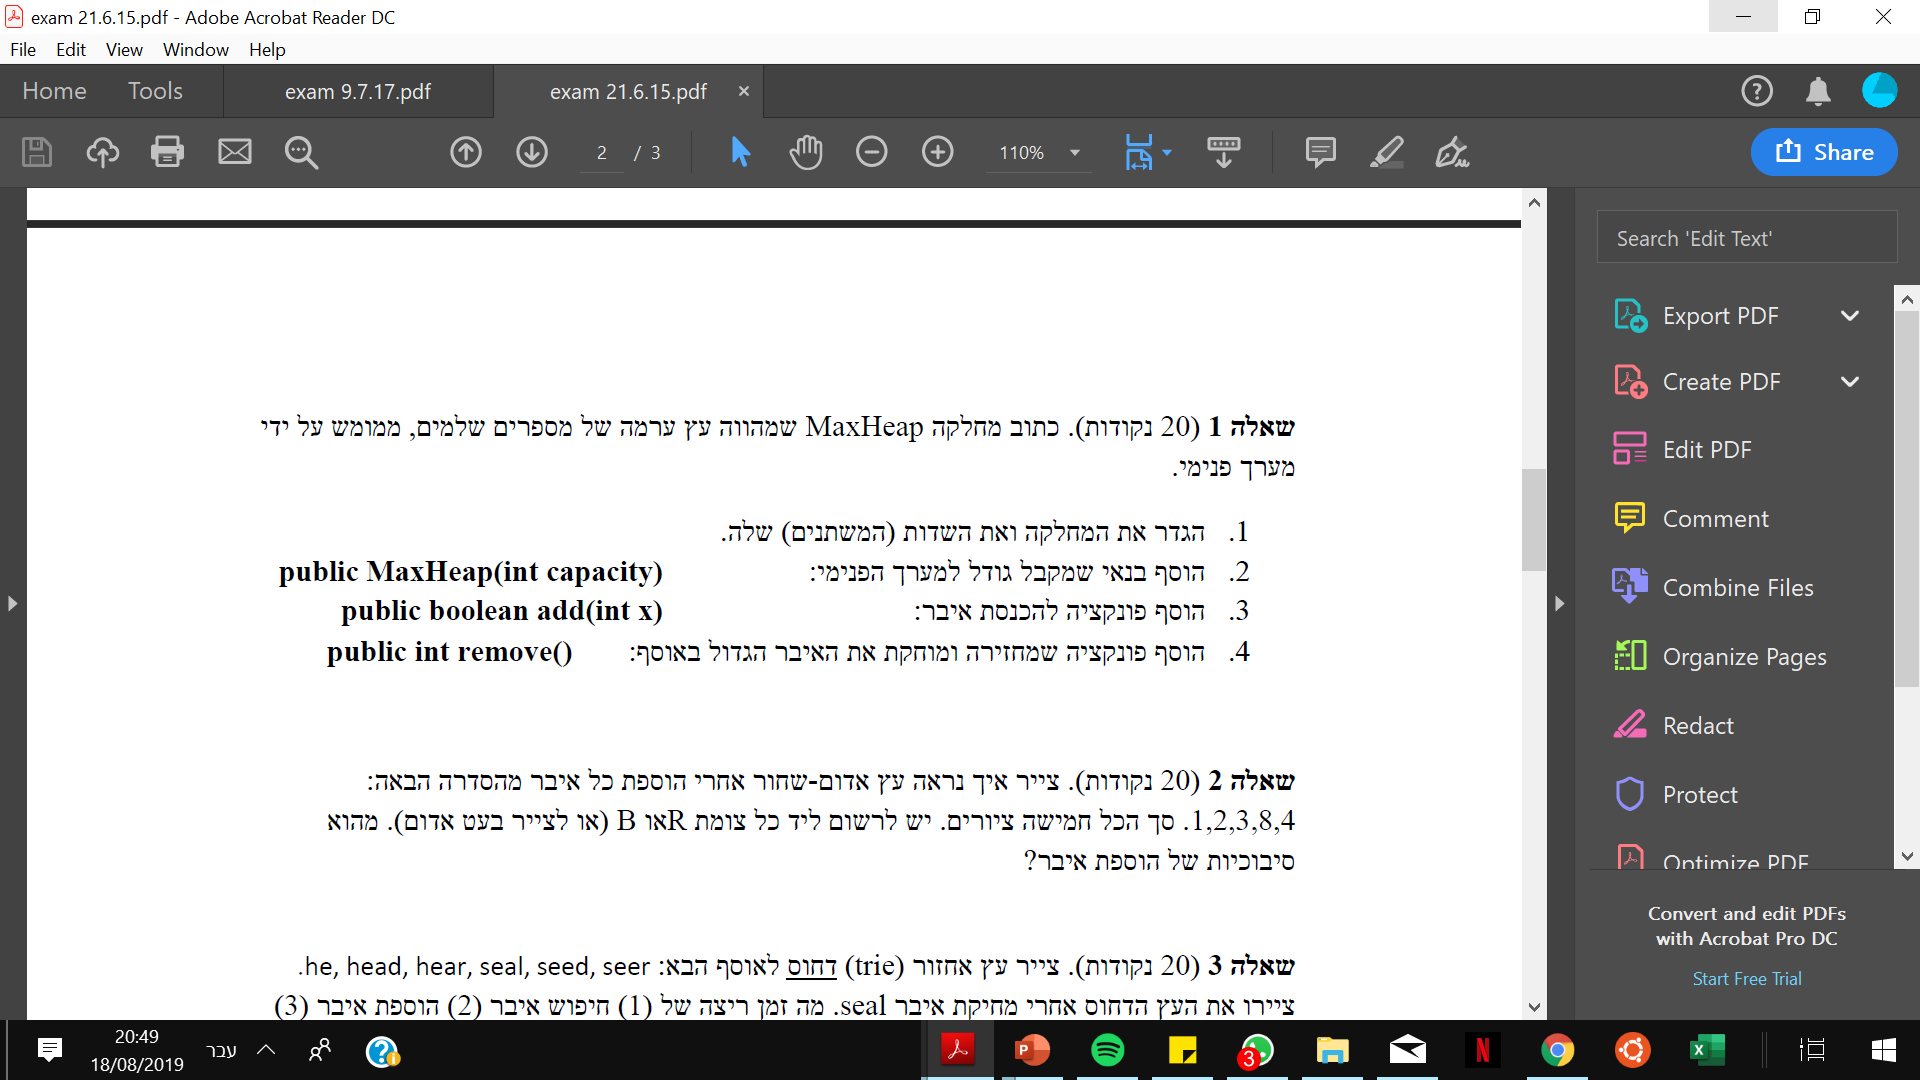 exam 21.6.15.pdf - Adobe Acrobat Reader DC
File Edit View Window Help
Home Tools exam 9.7.17.pdf exam 21.6.15.pdf
2 / 3 110% Share
שאלה 1 (20 נקודות). כתוב מחלקה MaxHeap שמהווה עץ ערמה של מספרים שלמים, ממומש על ידי
מערך פנימי.
1. הגדר את המחלקה ואת השדות (המשתנים) שלה.
2. הוסף בנאי שמקבל גודל למערך הפנימי: public MaxHeap(int capacity)
3. הוסף פונקציה להכנסת איבר: public boolean add(int x)
4. הוסף פונקציה שמחזירה ומוחקת את האיבר הגדול באוסף: public int remove()
שאלה 2 (20 נקודות). צייר איך נראה עץ אדום-שחור אחרי הוספת כל איבר מהסדרה הבאה:
1,2,3,8,4. סך הכל חמישה ציורים. יש לרשום ליד כל צומת Rאו B (או לצייר בעט אדום). מהוא
סיבוכיות של הוספת איבר?
שאלה 3 (20 נקודות). צייר עץ אחזור (trie) דחוס לאוסף הבא: he, head, hear, seal, seed, seer.
ציירו את העץ הדחוס אחרי מחיקת איבר seal. מה זמן ריצה של (1) חיפוש איבר (2) הוספת איבר (3)
Search 'Edit Text'
Export PDF
Create PDF
Edit PDF
Comment
Combine Files
Organize Pages
Redact
Protect
Optimize PDF
Convert and edit PDFs
with Acrobat Pro DC
Start Free Trial
20:49
18/08/2019
עבר
3